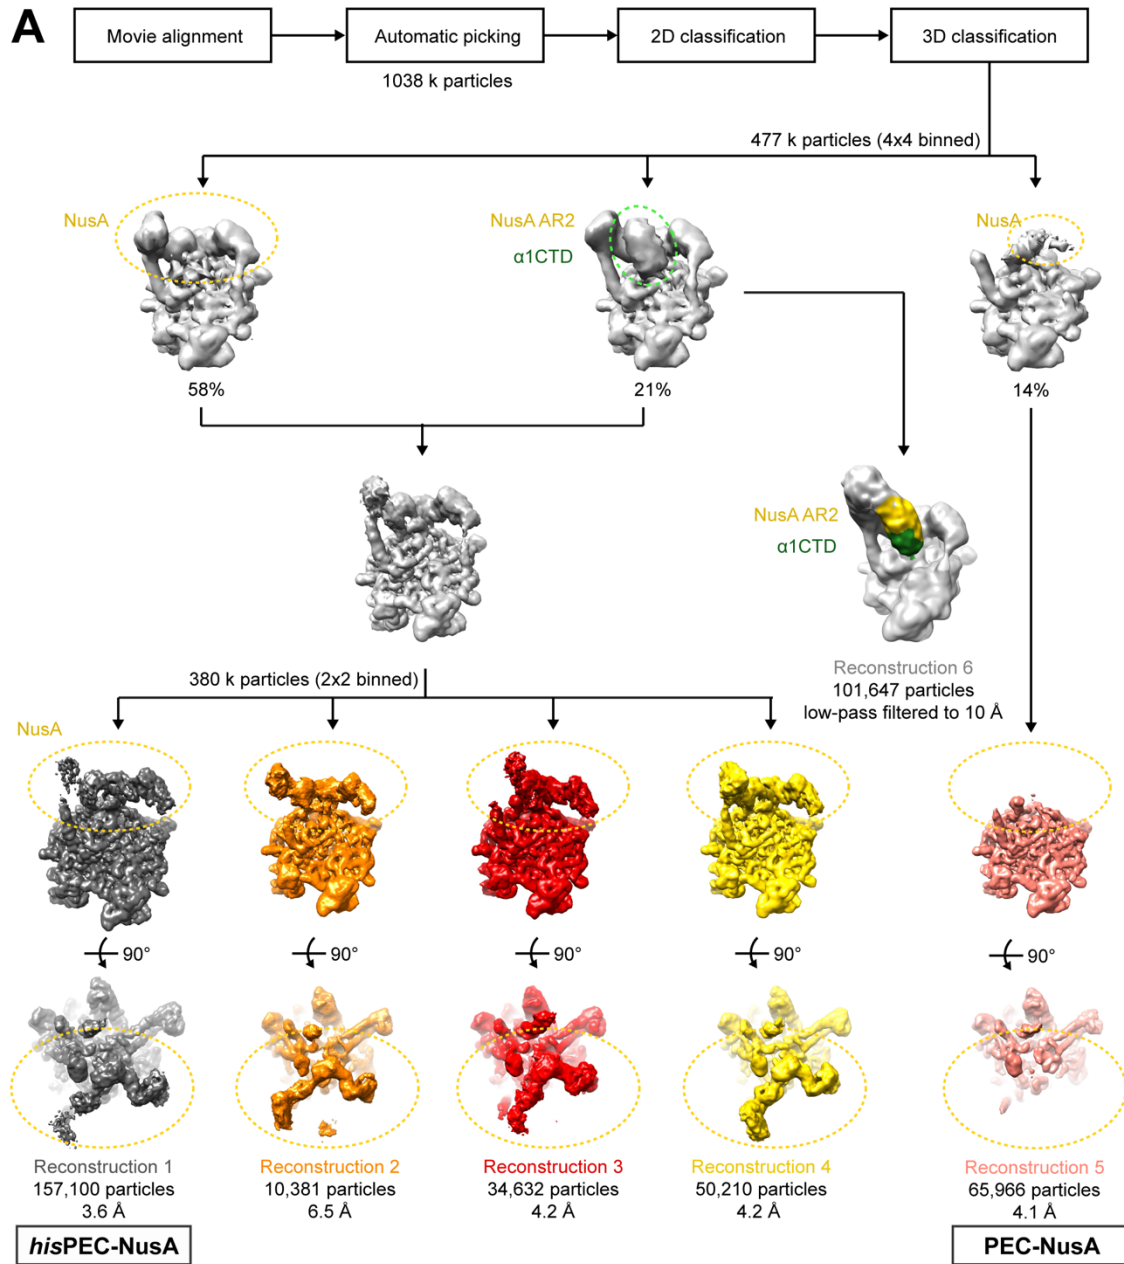 A
Movie alignment
Automatic picking
2D classification
3D classification
1038 k particles
477 k particles (4x4 binned)
NusA
NusA AR2
α1CTD
NusA
58%
21%
14%
NusA AR2
α1CTD
Reconstruction 6
101,647 particles
low-pass filtered to 10 Å
380 k particles (2x2 binned)
NusA
90°
90°
90°
90°
90°
Reconstruction 1
157,100 particles
3.6 Å
hisPEC-NusA
Reconstruction 2
10,381 particles
6.5 Å
Reconstruction 3
34,632 particles
4.2 Å
Reconstruction 4
50,210 particles
4.2 Å
Reconstruction 5
65,966 particles
4.1 Å
PEC-NusA